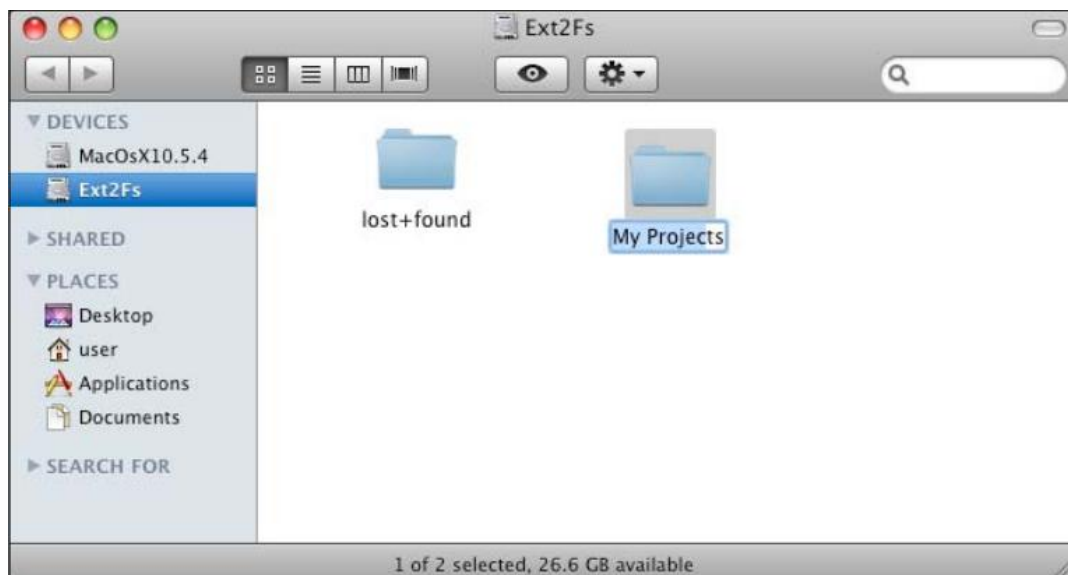 Ext2Fs
DEVICES
MacOsX10.5.4
Ext2Fs
SHARED
PLACES
Desktop
user
Applications
Documents
SEARCH FOR
lost+found
My Projects
1 of 2 selected, 26.6 GB available